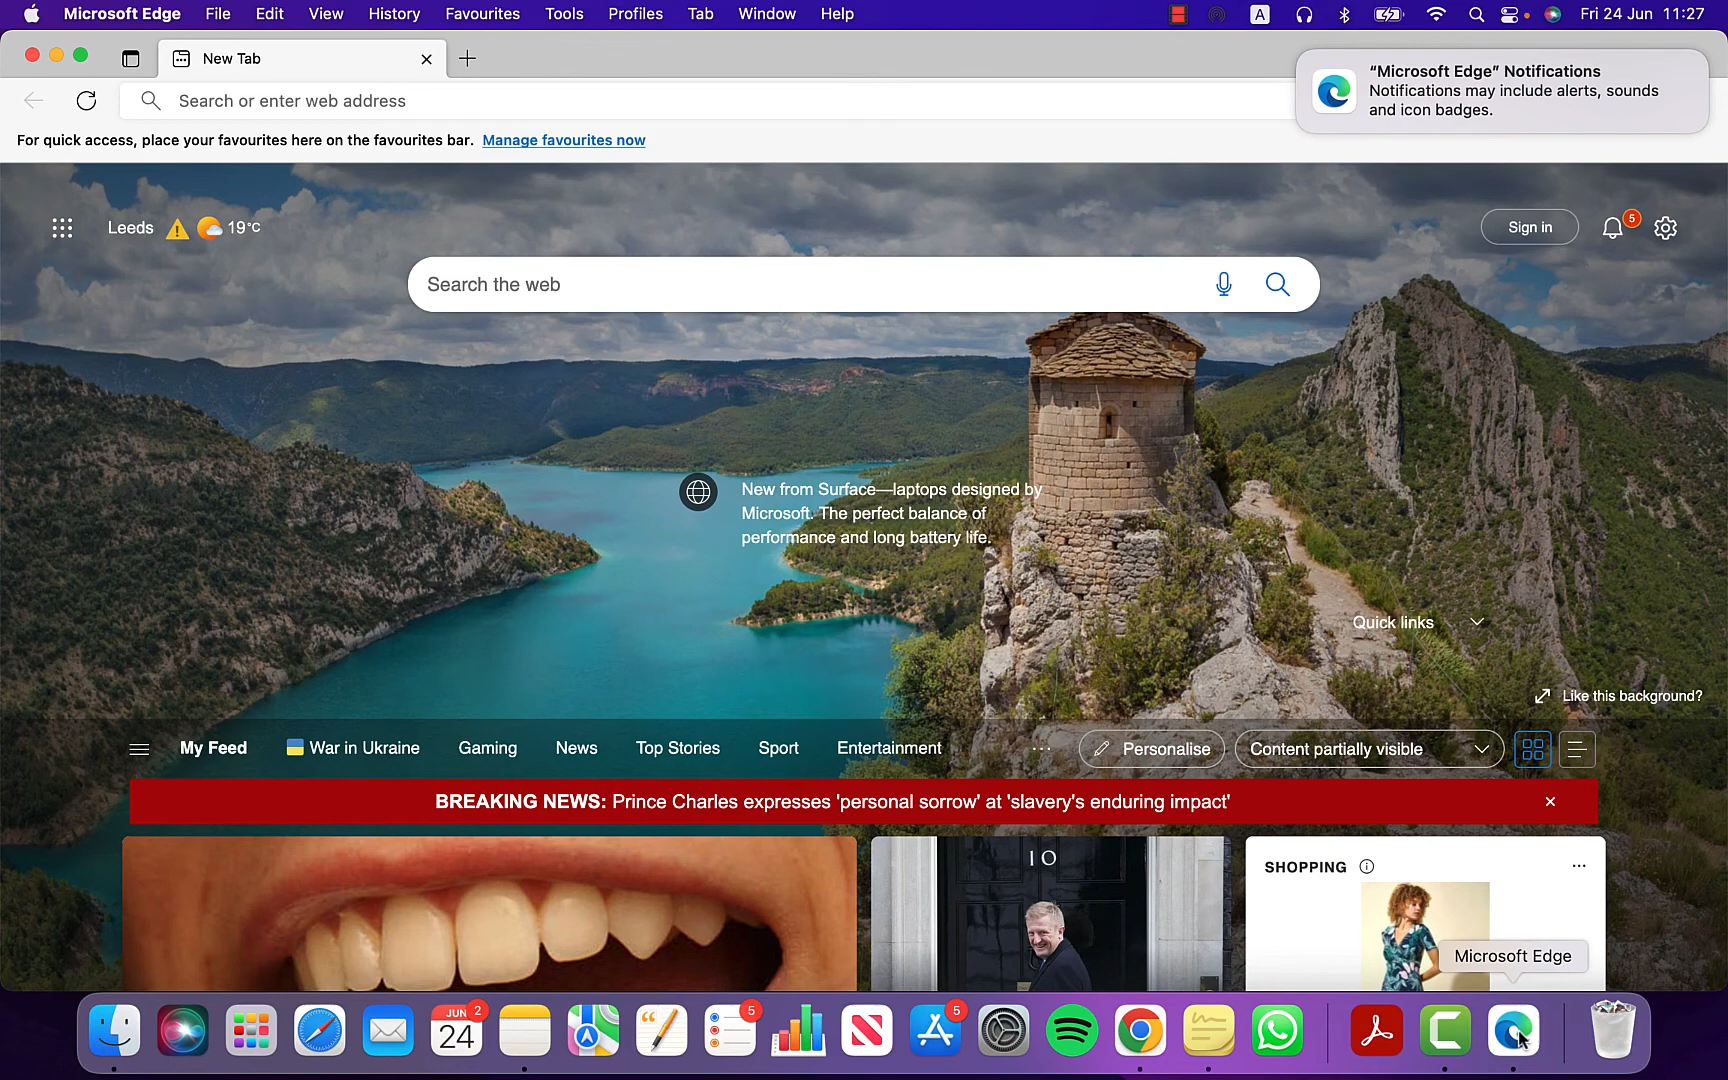 Microsoft Edge File Edit View History Favourites Tools Profiles Tab Window Help A Fri 24 Jun 11:27
New Tab
"Microsoft Edge" Notifications
Notifications may include alerts, sounds
and icon badges.
Search or enter web address
For quick access, place your favourites here on the favourites bar. Manage favourites now
Leeds 19°C
Sign in 5
Search the web
New from Surface—laptops designed by
Microsoft. The perfect balance of
performance and long battery life.
Quick links
Like this background?
My Feed War in Ukraine Gaming News Top Stories Sport Entertainment ... Personalise Content partially visible
BREAKING NEWS: Prince Charles expresses 'personal sorrow' at 'slavery's enduring impact'
10
SHOPPING
Microsoft Edge
JUN 2 5 5
24